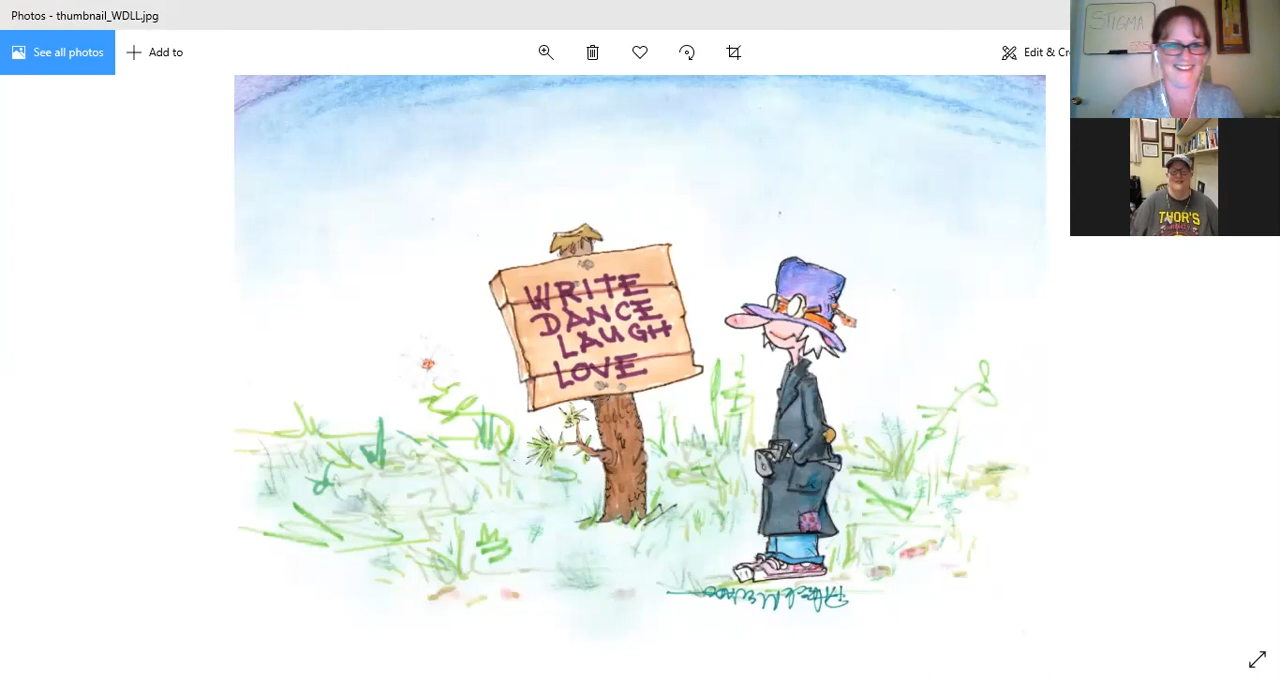 Photos - thumbnail_WDLL.jpg
See all photos
Add to
Edit & Cr
STIGMA
WRITE
DANCE
LAUGH
LOVE
THOR'S